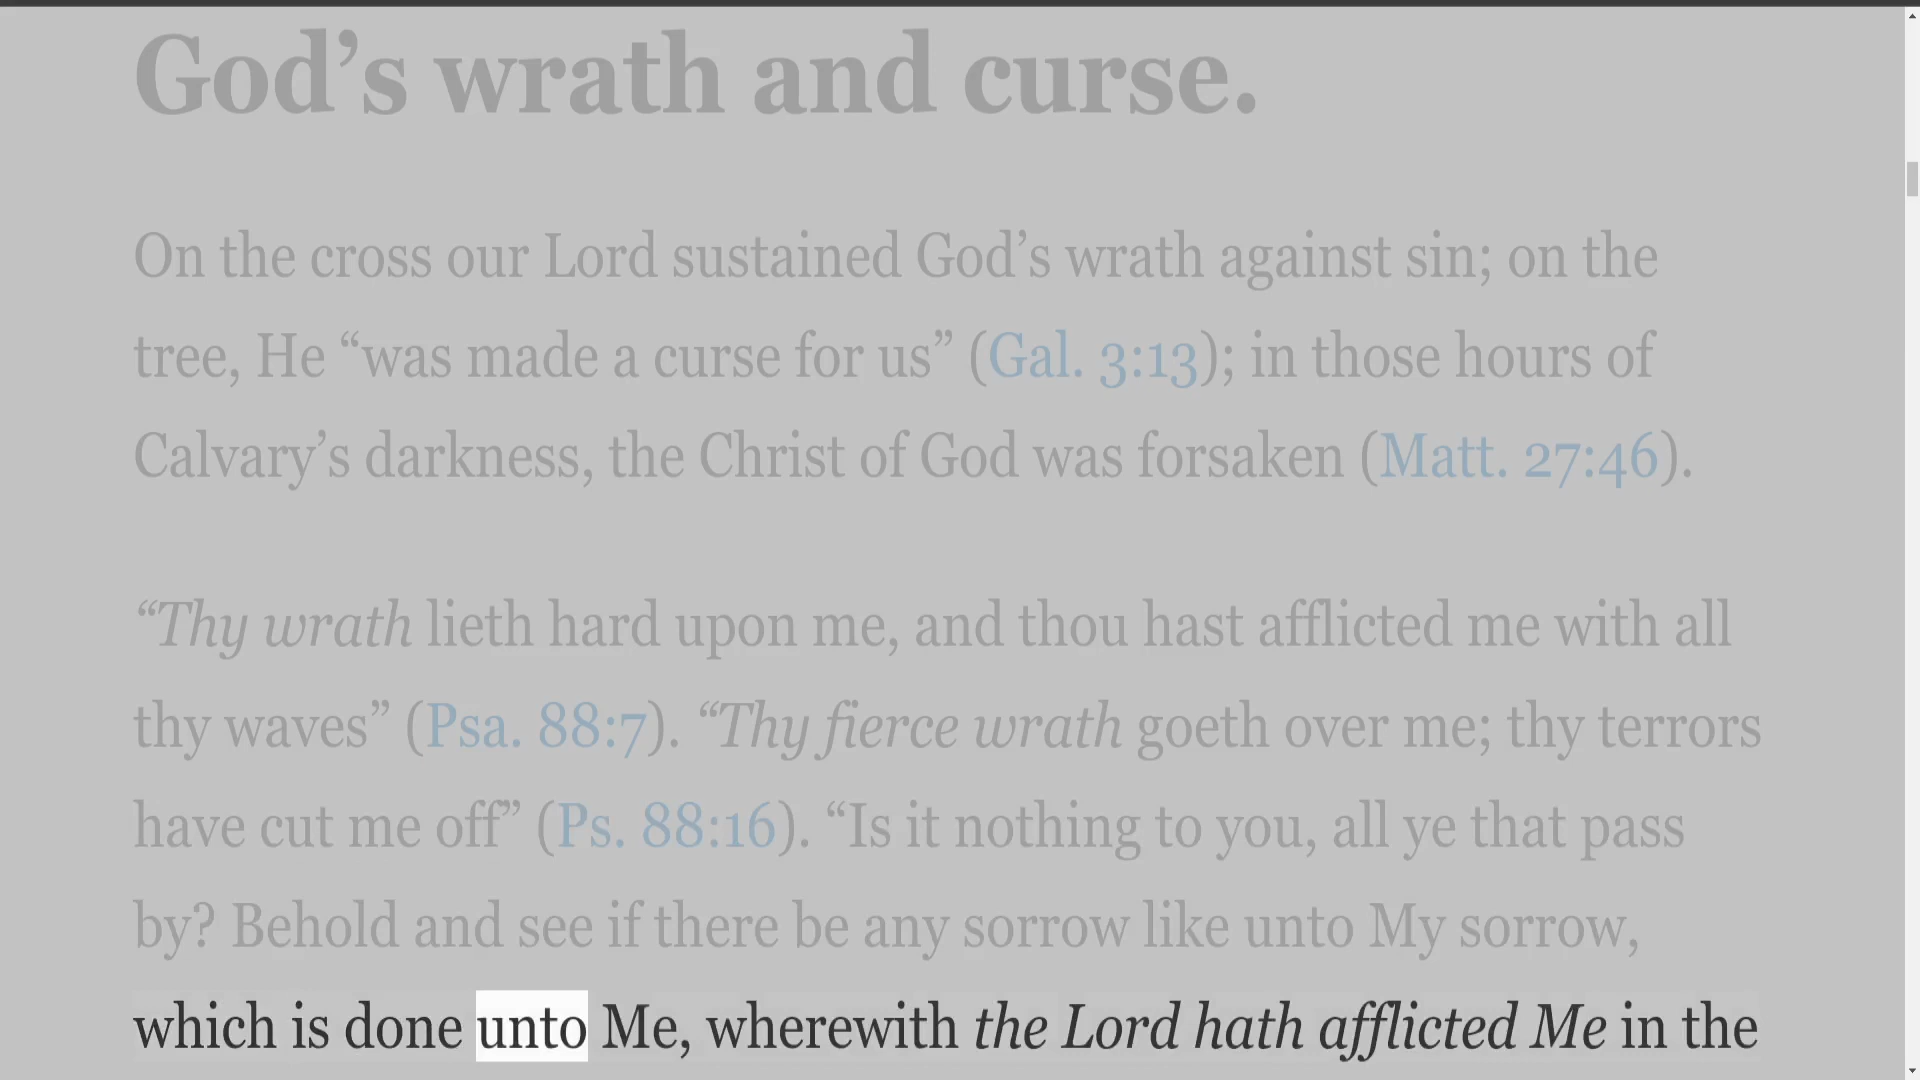 God’s wrath and curse.
On the cross our Lord sustained God’s wrath against sin; on the
tree, He “was made a curse for us” (Gal. 3:13); in those hours of
Calvary’s darkness, the Christ of God was forsaken (Matt. 27:46).
“Thy wrath lieth hard upon me, and thou hast afflicted me with all
thy waves” (Psa. 88:7). “Thy fierce wrath goeth over me; thy terrors
have cut me off” (Ps. 88:16). “Is it nothing to you, all ye that pass
by? Behold and see if there be any sorrow like unto My sorrow,
which is done unto Me, wherewith the Lord hath afflicted Me in the